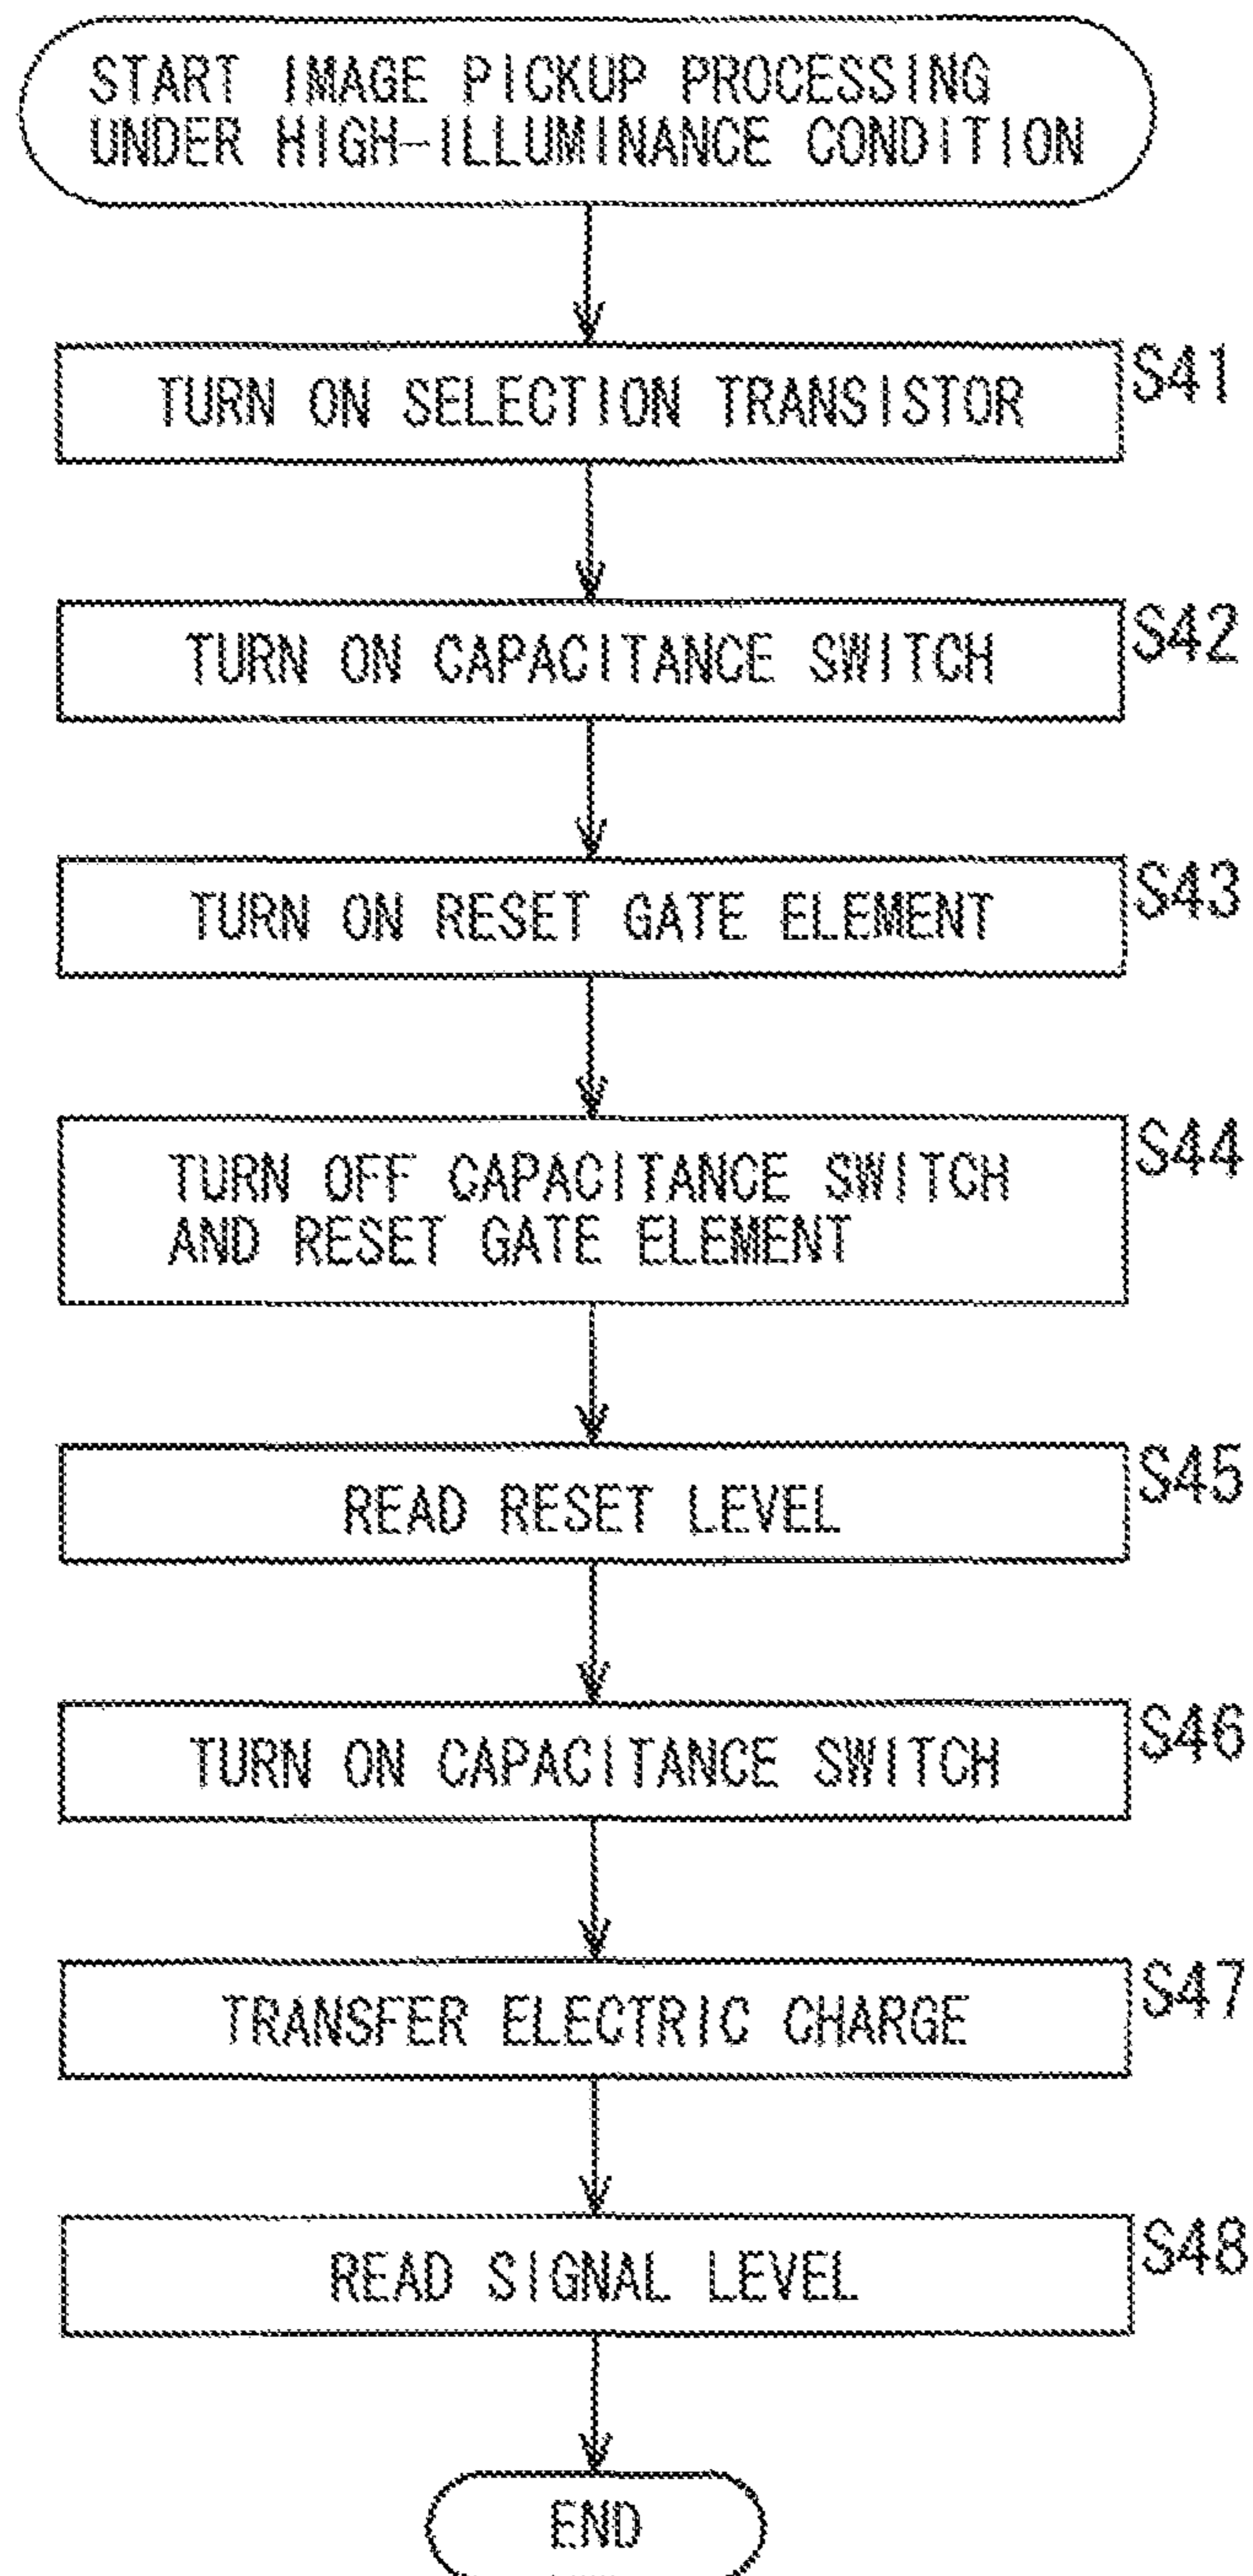 START IMAGE PICKUP PROCESSING
UNDER HIGH-ILLUMINANCE CONDITION
TURN ON SELECTION TRANSISTOR
S41
TURN ON CAPACITANCE SWITCH
S42
TURN ON RESET GATE ELEMENT
S43
TURN OFF CAPACITANCE SWITCH
AND RESET GATE ELEMENT
S44
READ RESET LEVEL
S45
TURN ON CAPACITANCE SWITCH
S46
TRANSFER ELECTRIC CHARGE
S47
READ SIGNAL LEVEL
S48
END